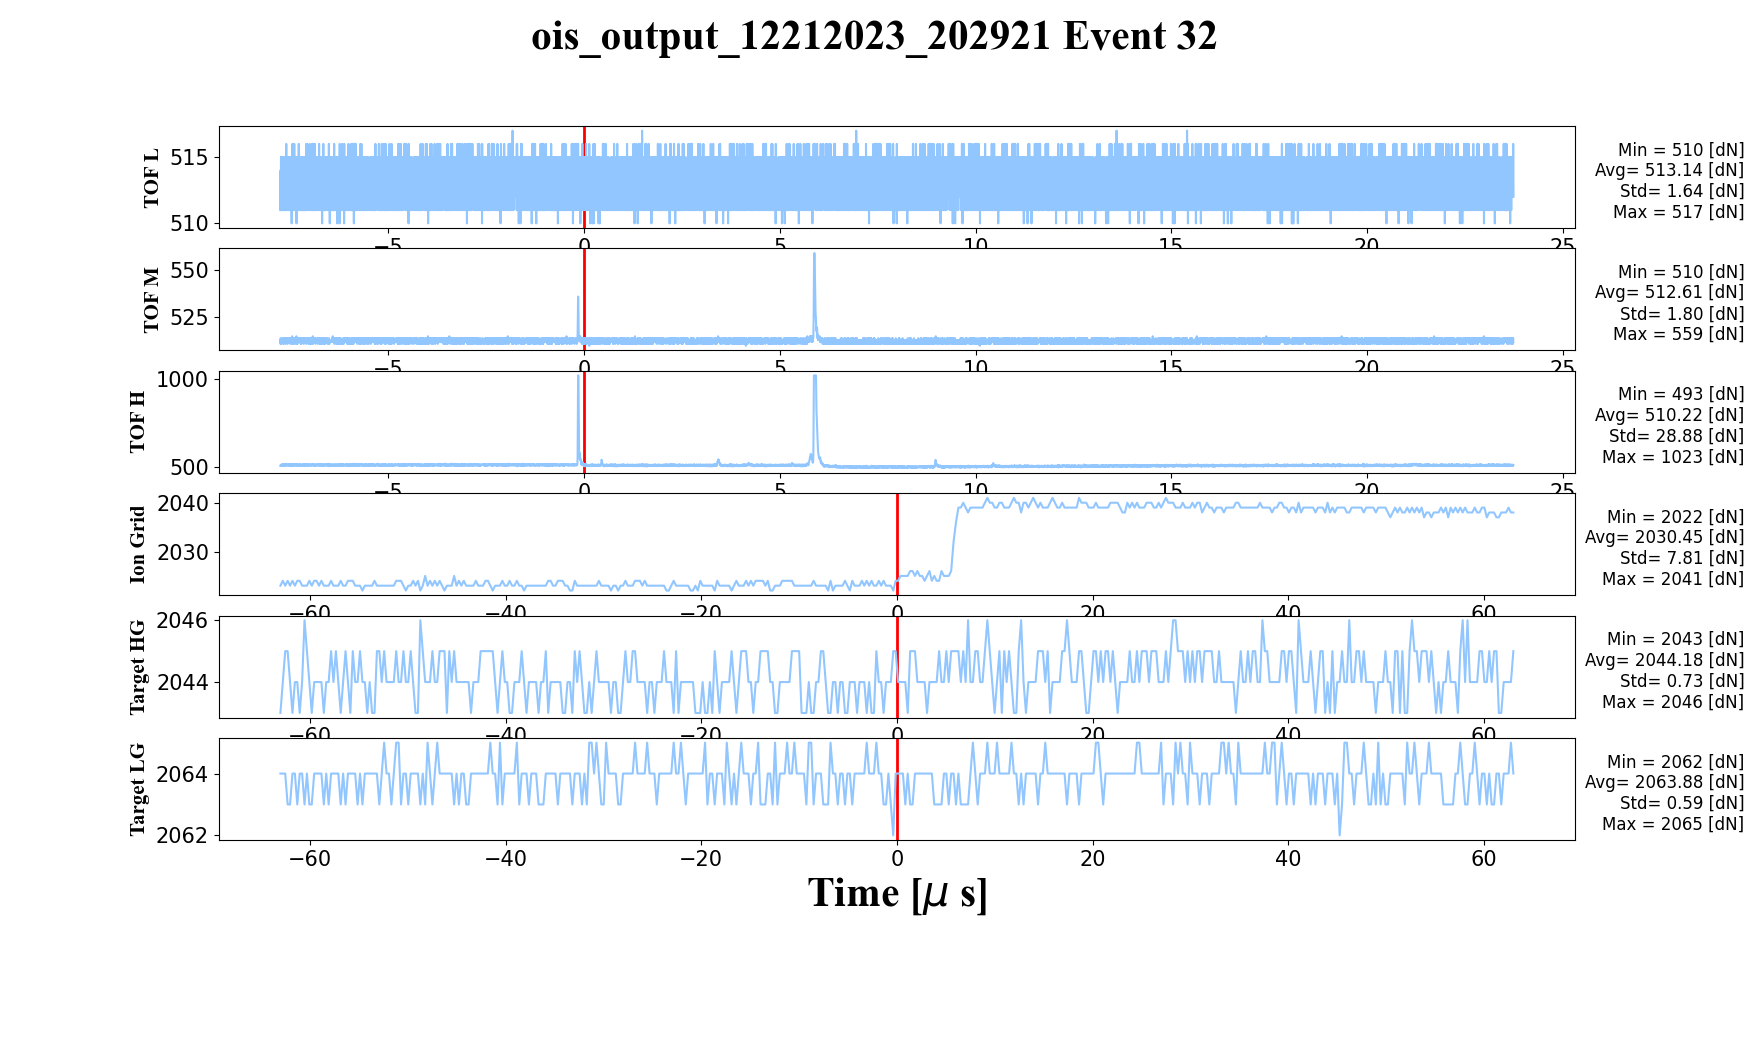 ois_output_12212023_202921 Event 32
TOF L
515
510
−5 0 5 10 15 20 25
Min = 510 [dN]
Avg= 513.14 [dN]
Std= 1.64 [dN]
Max = 517 [dN]
TOF M
550
525
−5 0 5 10 15 20 25
Min = 510 [dN]
Avg= 512.61 [dN]
Std= 1.80 [dN]
Max = 559 [dN]
TOF H
1000
500
−5 0 5 10 15 20 25
Min = 493 [dN]
Avg= 510.22 [dN]
Std= 28.88 [dN]
Max = 1023 [dN]
Ion Grid
2040
2030
−60 −40 −20 0 20 40 60
Min = 2022 [dN]
Avg= 2030.45 [dN]
Std= 7.81 [dN]
Max = 2041 [dN]
Target HG
2046
2044
−60 −40 −20 0 20 40 60
Min = 2043 [dN]
Avg= 2044.18 [dN]
Std= 0.73 [dN]
Max = 2046 [dN]
Target LG
2064
2062
−60 −40 −20 0 20 40 60
Min = 2062 [dN]
Avg= 2063.88 [dN]
Std= 0.59 [dN]
Max = 2065 [dN]
Time [μ s]